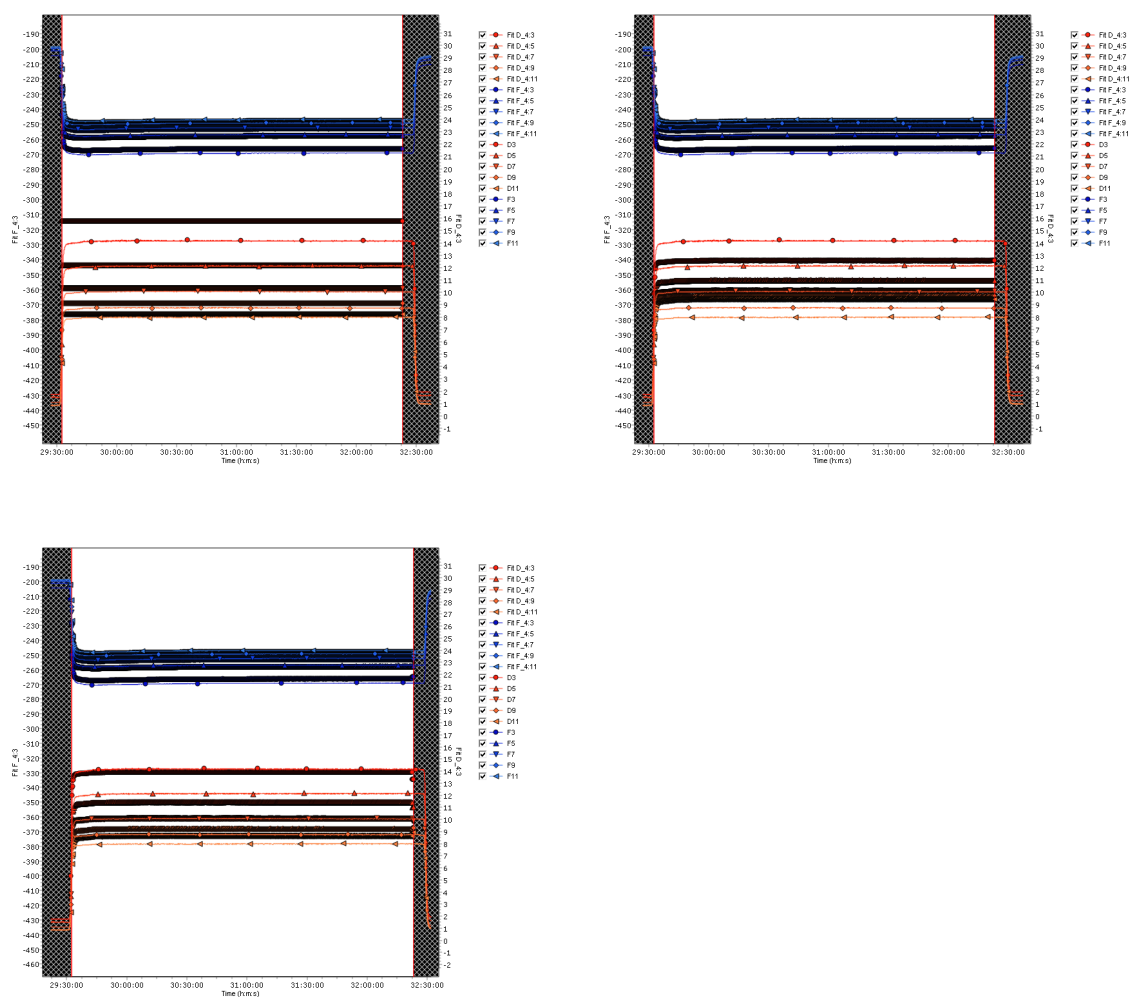 -190
-200
-210
-220
-230
-240
-250
-260
-270
-280
-290
-300
-310
-320
-330
-340
-350
-360
-370
-380
-390
-400
-410
-420
-430
-440
-450
Fit F_4:3
31
30
29
28
27
26
25
24
23
22
21
20
19
18
17
16
15
14
13
12
11
10
9
8
7
6
5
4
3
2
1
0
-1
Fit D_4:3
29:30:00 30:00:00 30:30:00 31:00:00 31:30:00 32:00:00 32:30:00
Time (h:m:s)
Fit D_4:3
Fit D_4:5
Fit D_4:7
Fit D_4:9
Fit D_4:11
Fit F_4:3
Fit F_4:5
Fit F_4:7
Fit F_4:9
Fit F_4:11
D3
D5
D7
D9
D11
F3
F5
F7
F9
F11
-190
-200
-210
-220
-230
-240
-250
-260
-270
-280
-290
-300
-310
-320
-330
-340
-350
-360
-370
-380
-390
-400
-410
-420
-430
-440
-450
Fit F_4:3
31
30
29
28
27
26
25
24
23
22
21
20
19
18
17
16
15
14
13
12
11
10
9
8
7
6
5
4
3
2
1
0
-1
Fit D_4:3
29:30:00 30:00:00 30:30:00 31:00:00 31:30:00 32:00:00 32:30:00
Time (h:m:s)
Fit D_4:3
Fit D_4:5
Fit D_4:7
Fit D_4:9
Fit D_4:11
Fit F_4:3
Fit F_4:5
Fit F_4:7
Fit F_4:9
Fit F_4:11
D3
D5
D7
D9
D11
F3
F5
F7
F9
F11
-190
-200
-210
-220
-230
-240
-250
-260
-270
-280
-290
-300
-310
-320
-330
-340
-350
-360
-370
-380
-390
-400
-410
-420
-430
-440
-450
-460
Fit F_4:3
31
30
29
28
27
26
25
24
23
22
21
20
19
18
17
16
15
14
13
12
11
10
9
8
7
6
5
4
3
2
1
0
-1
-2
Fit D_4:3
29:30:00 30:00:00 30:30:00 31:00:00 31:30:00 32:00:00 32:30:00
Time (h:m:s)
Fit D_4:3
Fit D_4:5
Fit D_4:7
Fit D_4:9
Fit D_4:11
Fit F_4:3
Fit F_4:5
Fit F_4:7
Fit F_4:9
Fit F_4:11
D3
D5
D7
D9
D11
F3
F5
F7
F9
F11